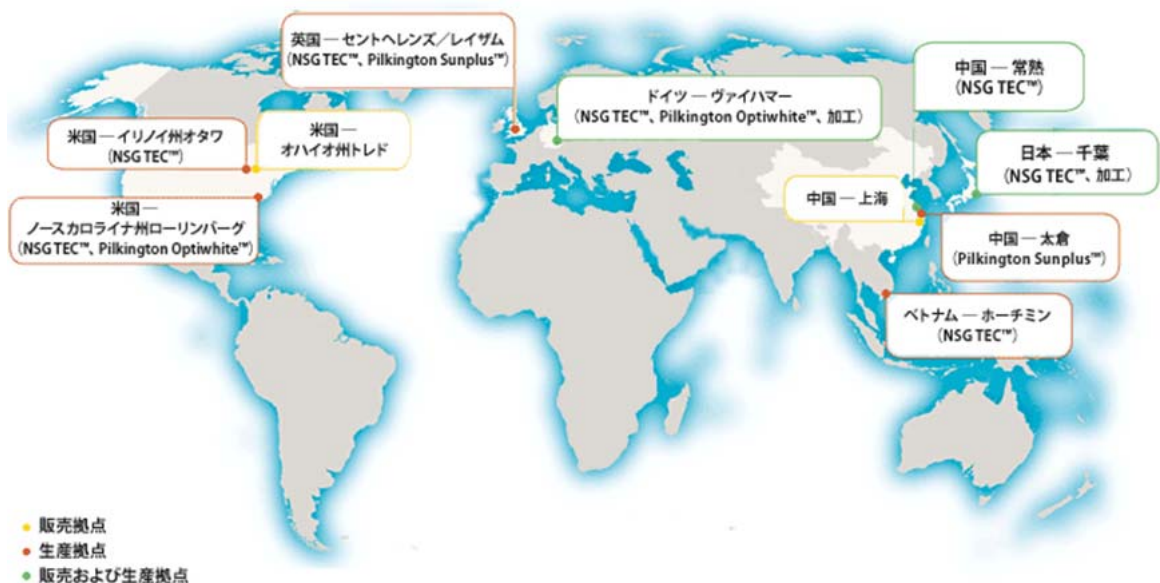 英国 ― セントヘレンズ／レイザム
(NSG TEC™、Pilkington Sunplus™)
中国 ― 常熟
(NSG TEC™)
ドイツ ― ヴァイハマー
(NSG TEC™、Pilkington Optiwhite™、加工)
米国 ― イリノイ州オタワ
(NSG TEC™)
米国 ―
オハイオ州トレド
日本 ― 千葉
(NSG TEC™、加工)
中国 ― 上海
米国 ―
ノースカロライナ州ローリンバーグ
(NSG TEC™、Pilkington Optiwhite™)
中国 ― 太倉
(Pilkington Sunplus™)
ベトナム ― ホーチミン
(NSG TEC™)
販売拠点
生産拠点
販売および生産拠点